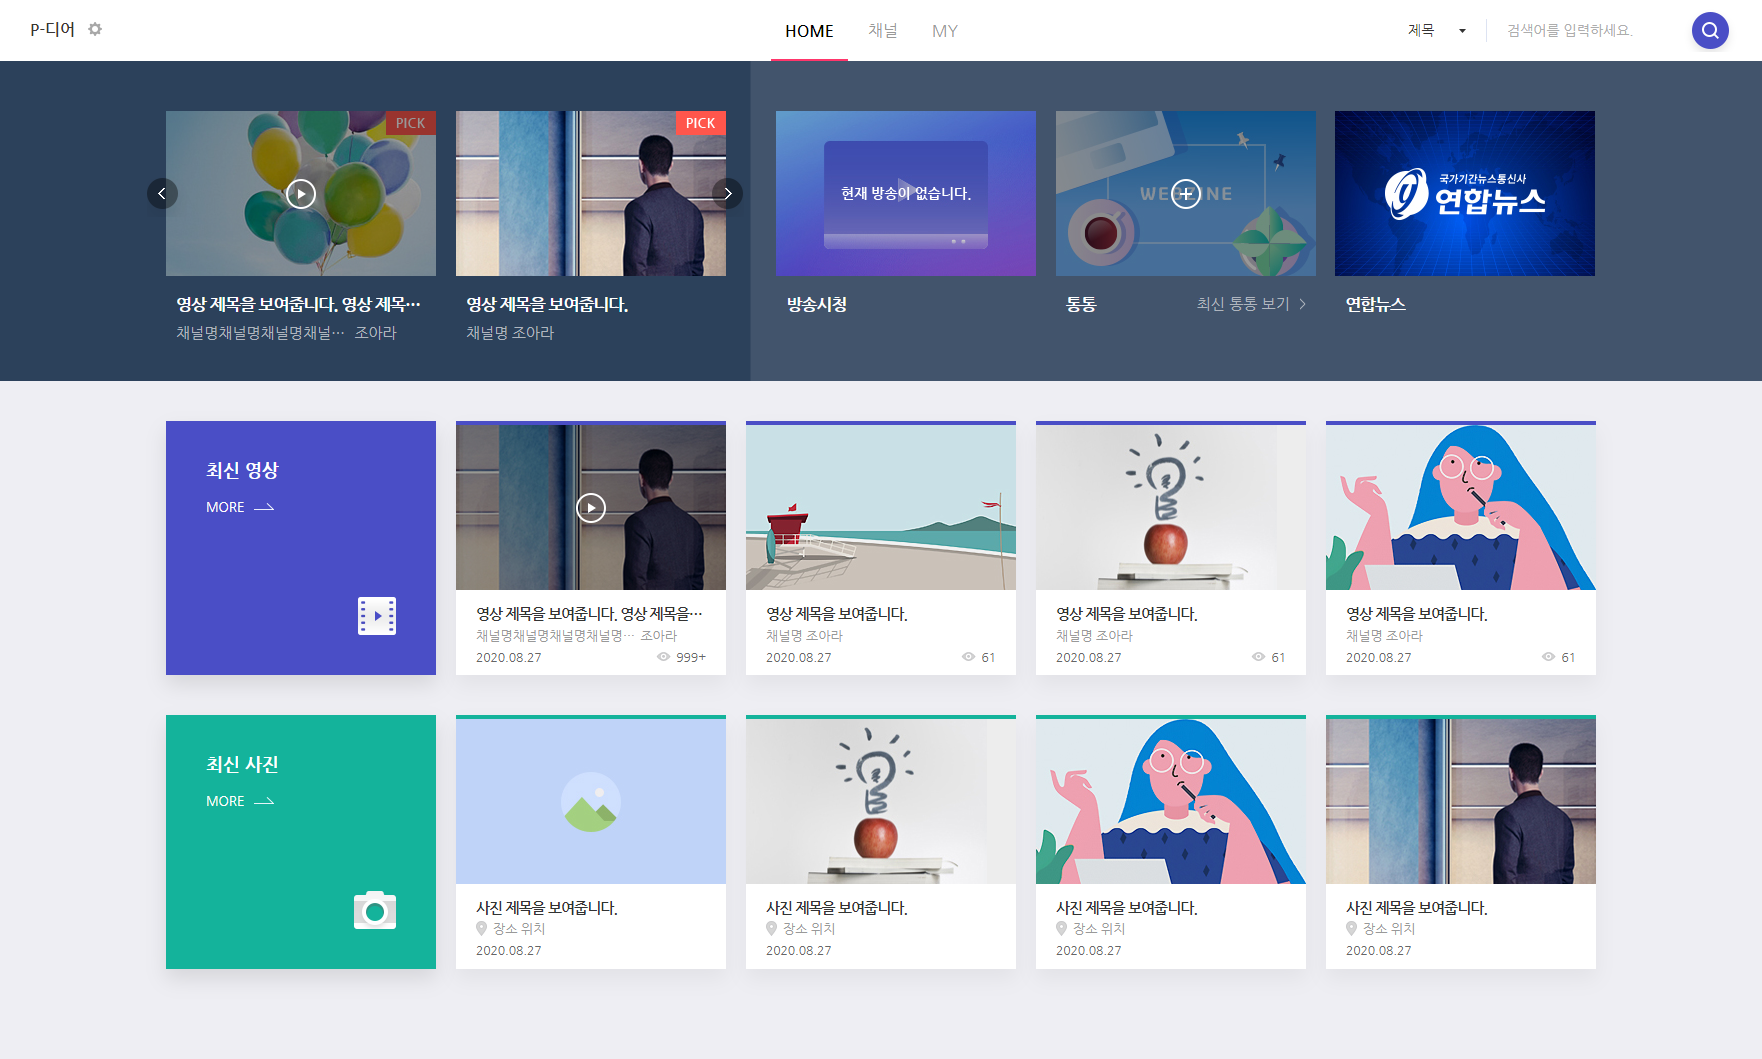 P-디어
HOME
채널
MY
제목
검색어를 입력하세요.
PICK
PICK
영상 제목을 보여줍니다. 영상 제목…
채널명채널명채널명채널… 조아라
영상 제목을 보여줍니다.
채널명 조아라
현재 방송이 없습니다.
방송시청
WEBZINE
통통
최신 통통 보기
국가기간뉴스통신사
연합뉴스
연합뉴스
최신 영상
MORE
영상 제목을 보여줍니다. 영상 제목을…
채널명채널명채널명채널명… 조아라
2020.08.27
999+
영상 제목을 보여줍니다.
채널명 조아라
2020.08.27
61
영상 제목을 보여줍니다.
채널명 조아라
2020.08.27
61
영상 제목을 보여줍니다.
채널명 조아라
2020.08.27
61
최신 사진
MORE
사진 제목을 보여줍니다.
장소 위치
2020.08.27
사진 제목을 보여줍니다.
장소 위치
2020.08.27
사진 제목을 보여줍니다.
장소 위치
2020.08.27
사진 제목을 보여줍니다.
장소 위치
2020.08.27